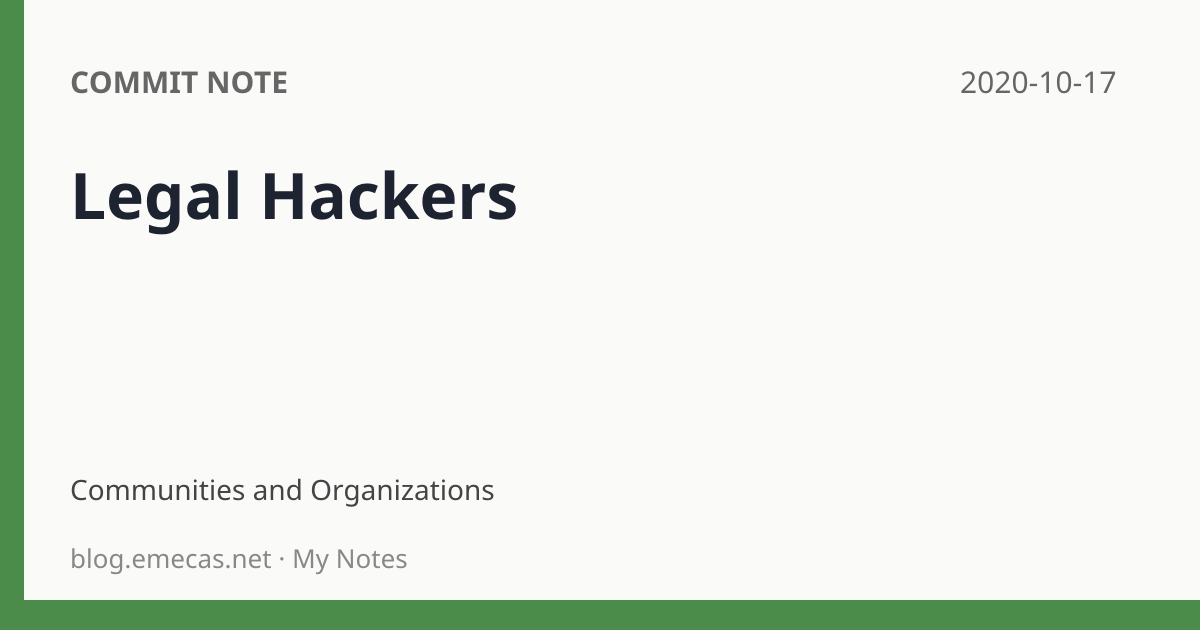 COMMIT NOTE
2020-10-17
Legal Hackers
Communities and Organizations
blog.emecas.net · My Notes